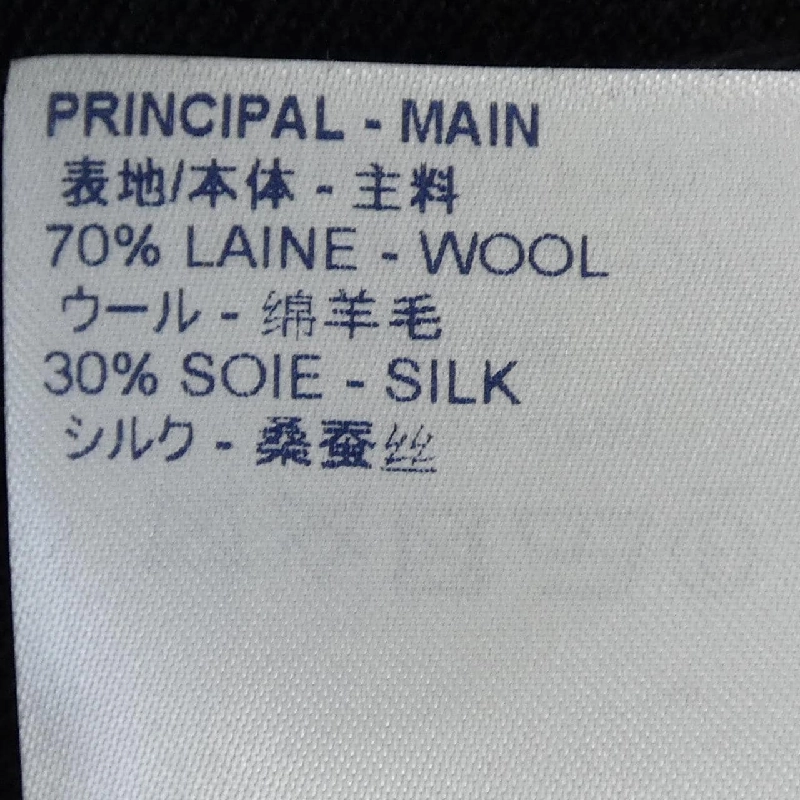 PRINCIPAL - MAIN
表地/本体 - 主料
70% LAINE - WOOL
ウール - 绵羊毛
30% SOIE - SILK
シルク - 桑蚕丝